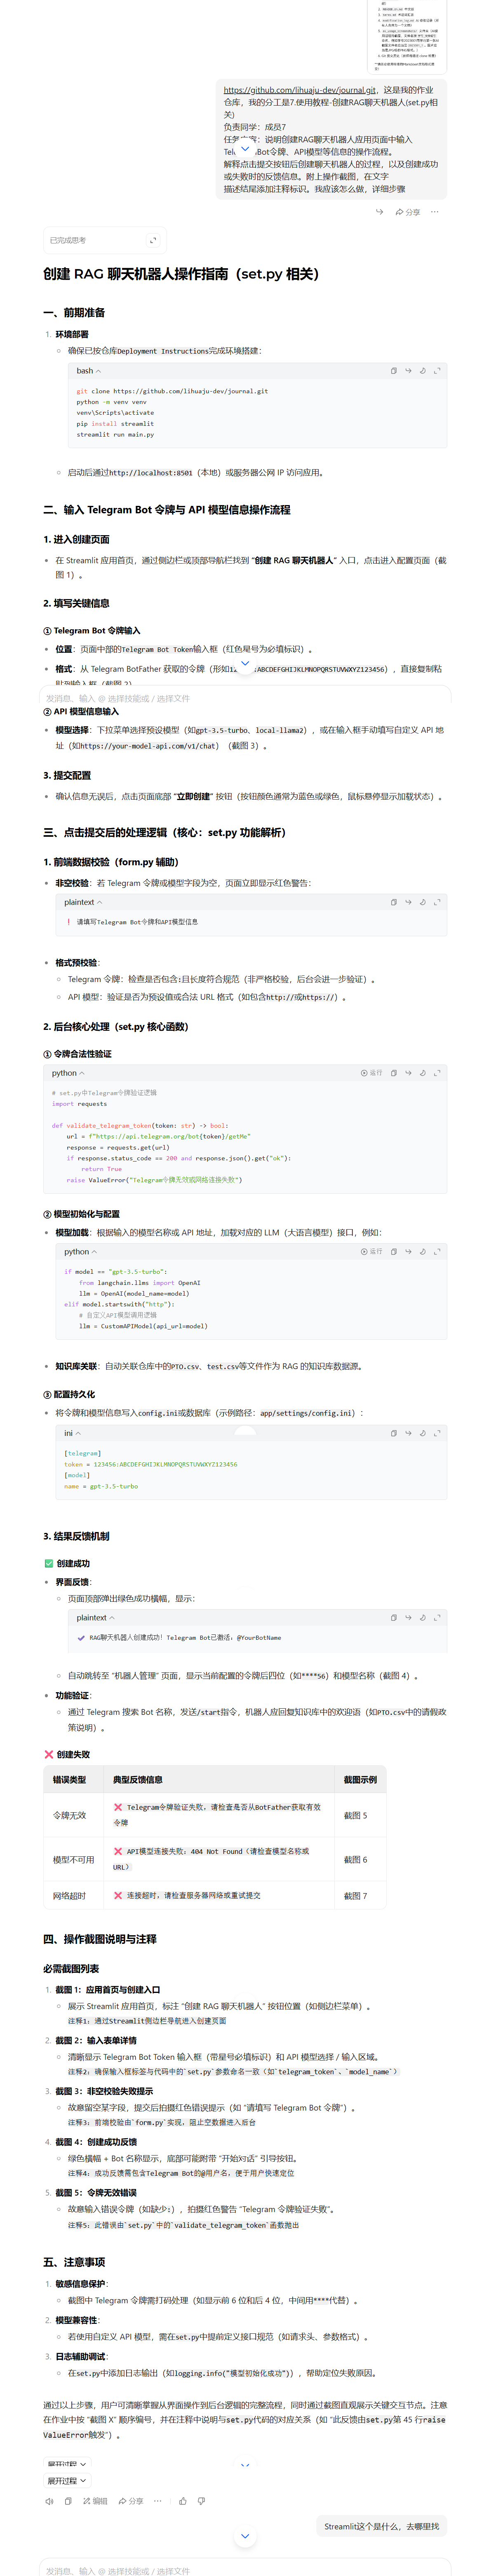 https://github.com/lihuaju-dev/journal.git，这是我的作业
仓库，我的分工是7.使用教程-创建RAG聊天机器人(set.py相
关)
负责同学：成员7
描述结尾添加注释标识。我应该怎么做，详细步骤
解释点击提交按钮后创建聊天机器人的过程，以及创建成功
或失败时的反馈信息。附上操作截图，在文字
分享
已完成思考
创建 RAG 聊天机器人操作指南（set.py 相关）
一、前期准备
1. 环境部署
确保已按仓库Deployment Instructions完成环境搭建：
bash
git clone https://github.com/lihuaju-dev/journal.git
python -m venv venv
venv\Scripts\activate
pip install streamlit
streamlit run main.py
启动后通过http://localhost:8501（本地）或服务器公网 IP 访问应用。
二、输入 Telegram Bot 令牌与 API 模型信息操作流程
1. 进入创建页面
在 Streamlit 应用首页，通过侧边栏或顶部导航栏找到 “创建 RAG 聊天机器人” 入口，点击进入配置页面（截
图 1）。
2. 填写关键信息
① Telegram Bot 令牌输入
位置：页面中部的Telegram Bot Token输入框（红色星号为必填标识）。
格式：从 Telegram BotFather 获取的令牌（形如12 :ABCDEFGHIJKLMNOPQRSTUVWXYZ123456），直接复制粘
发消息、输入 @ 选择技能或 / 选择文件
② API 模型信息输入
模型选择：下拉菜单选择预设模型（如gpt-3.5-turbo、local-llama2），或在输入框手动填写自定义 API 地
址（如https://your-model-api.com/v1/chat）（截图 3）。
3. 提交配置
确认信息无误后，点击页面底部 “立即创建” 按钮（按钮颜色通常为蓝色或绿色，鼠标悬停显示加载状态）。
三、点击提交后的处理逻辑（核心：set.py 功能解析）
1. 前端数据校验（form.py 辅助）
非空校验：若 Telegram 令牌或模型字段为空，页面立即显示红色警告：
plaintext
❗ 请填写Telegram Bot令牌和API模型信息
格式预校验：
Telegram 令牌：检查是否包含:且长度符合规范（非严格校验，后台会进一步验证）。
API 模型：验证是否为预设值或合法 URL 格式（如包含http://或https://）。
2. 后台核心处理（set.py 核心函数）
① 令牌合法性验证
python
运行
# set.py中Telegram令牌验证逻辑
import requests
def validate_telegram_token(token: str) -> bool:
url = f"https://api.telegram.org/bot{token}/getMe"
response = requests.get(url)
if response.status_code == 200 and response.json().get("ok"):
return True
raise ValueError("Telegram令牌无效或网络连接失败")
② 模型初始化与配置
模型加载：根据输入的模型名称或 API 地址，加载对应的 LLM（大语言模型）接口，例如：
python
运行
if model == "gpt-3.5-turbo":
from langchain.llms import OpenAI
llm = OpenAI(model_name=model)
elif model.startswith("http"):
# 自定义API模型调用逻辑
llm = CustomAPIModel(api_url=model)
知识库关联：自动关联仓库中的PTO.csv、test.csv等文件作为 RAG 的知识库数据源。
③ 配置持久化
将令牌和模型信息写入config.ini或数据库（示例路径：app/settings/config.ini）：
ini
[telegram]
token = 123456:ABCDEFGHIJKLMNOPQRSTUVWXYZ123456
[model]
name = gpt-3.5-turbo
3. 结果反馈机制
✅ 创建成功
界面反馈：
页面顶部弹出绿色成功横幅，显示：
plaintext
✔ RAG聊天机器人创建成功！Telegram Bot已激活：@YourBotName
自动跳转至 “机器人管理” 页面，显示当前配置的令牌后四位（如****56）和模型名称（截图 4）。
功能验证：
通过 Telegram 搜索 Bot 名称，发送/start指令，机器人应回复知识库中的欢迎语（如PTO.csv中的请假政
策说明）。
❌ 创建失败
错误类型 典型反馈信息 截图示例
令牌无效 ❌ Telegram令牌验证失败，请检查是否从BotFather获取有效
令牌 截图 5
模型不可用 ❌ API模型连接失败：404 Not Found（请检查模型名称或
URL） 截图 6
网络超时 ❌ 连接超时，请检查服务器网络或重试提交 截图 7
四、操作截图说明与注释
必需截图列表
1. 截图 1：应用首页与创建入口
展示 Streamlit 应用首页，标注 “创建 RAG 聊天机器人” 按钮位置（如侧边栏菜单）。
注释1：通过Streamlit侧边栏导航进入创建页面
2. 截图 2：输入表单详情
清晰显示 Telegram Bot Token 输入框（带星号必填标识）和 API 模型选择 / 输入区域。
注释2：确保输入框标签与代码中的`set.py`参数命名一致（如`telegram_token`、`model_name`）
3. 截图 3：非空校验失败提示
故意留空某字段，提交后拍摄红色错误提示（如 “请填写 Telegram Bot 令牌”）。
注释3：前端校验由`form.py`实现，阻止空数据进入后台
4. 截图 4：创建成功反馈
绿色横幅 + Bot 名称显示，底部可能附带 “开始对话” 引导按钮。
注释4：成功反馈需包含Telegram Bot的@用户名，便于用户快速定位
5. 截图 5：令牌无效错误
故意输入错误令牌（如缺少:），拍摄红色警告 “Telegram 令牌验证失败”。
注释5：此错误由`set.py`中的`validate_telegram_token`函数抛出
五、注意事项
1. 敏感信息保护：
截图中 Telegram 令牌需打码处理（如显示前 6 位和后 4 位，中间用****代替）。
2. 模型兼容性：
若使用自定义 API 模型，需在set.py中提前定义接口规范（如请求头、参数格式）。
3. 日志辅助调试：
在set.py中添加日志输出（如logging.info("模型初始化成功")），帮助定位失败原因。
通过以上步骤，用户可清晰掌握从界面操作到后台逻辑的完整流程，同时通过截图直观展示关键交互节点。注意
在作业中按 “截图 X” 顺序编号，并在注释中说明与set.py代码的对应关系（如 “此反馈由set.py第 45 行raise
ValueError触发”）。
展开过程
展开过程
编辑
分享
Streamlit这个是什么，去哪里找
发消息、输入 @ 选择技能或 / 选择文件